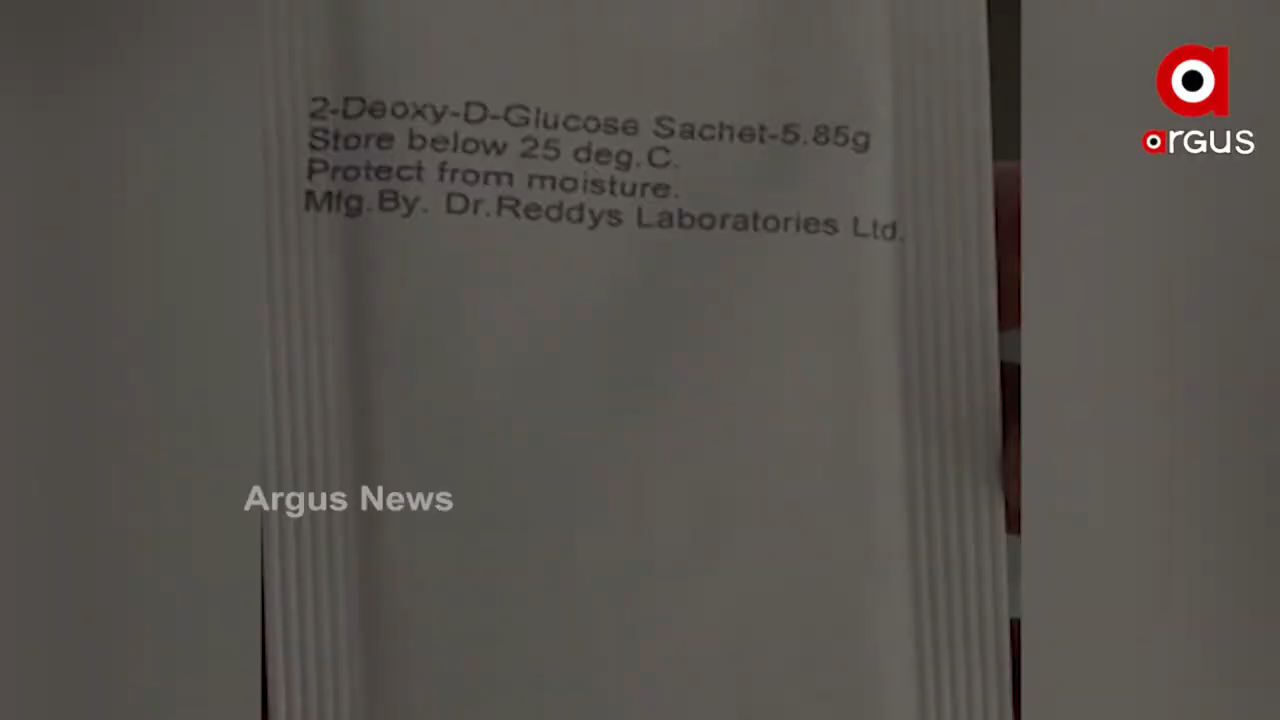 2-Deoxy-D-Glucose Sachet-5.85g
Store below 25 deg.C.
Protect from moisture.
Mfg.By. Dr.Reddys Laboratories Ltd.
argus
Argus News